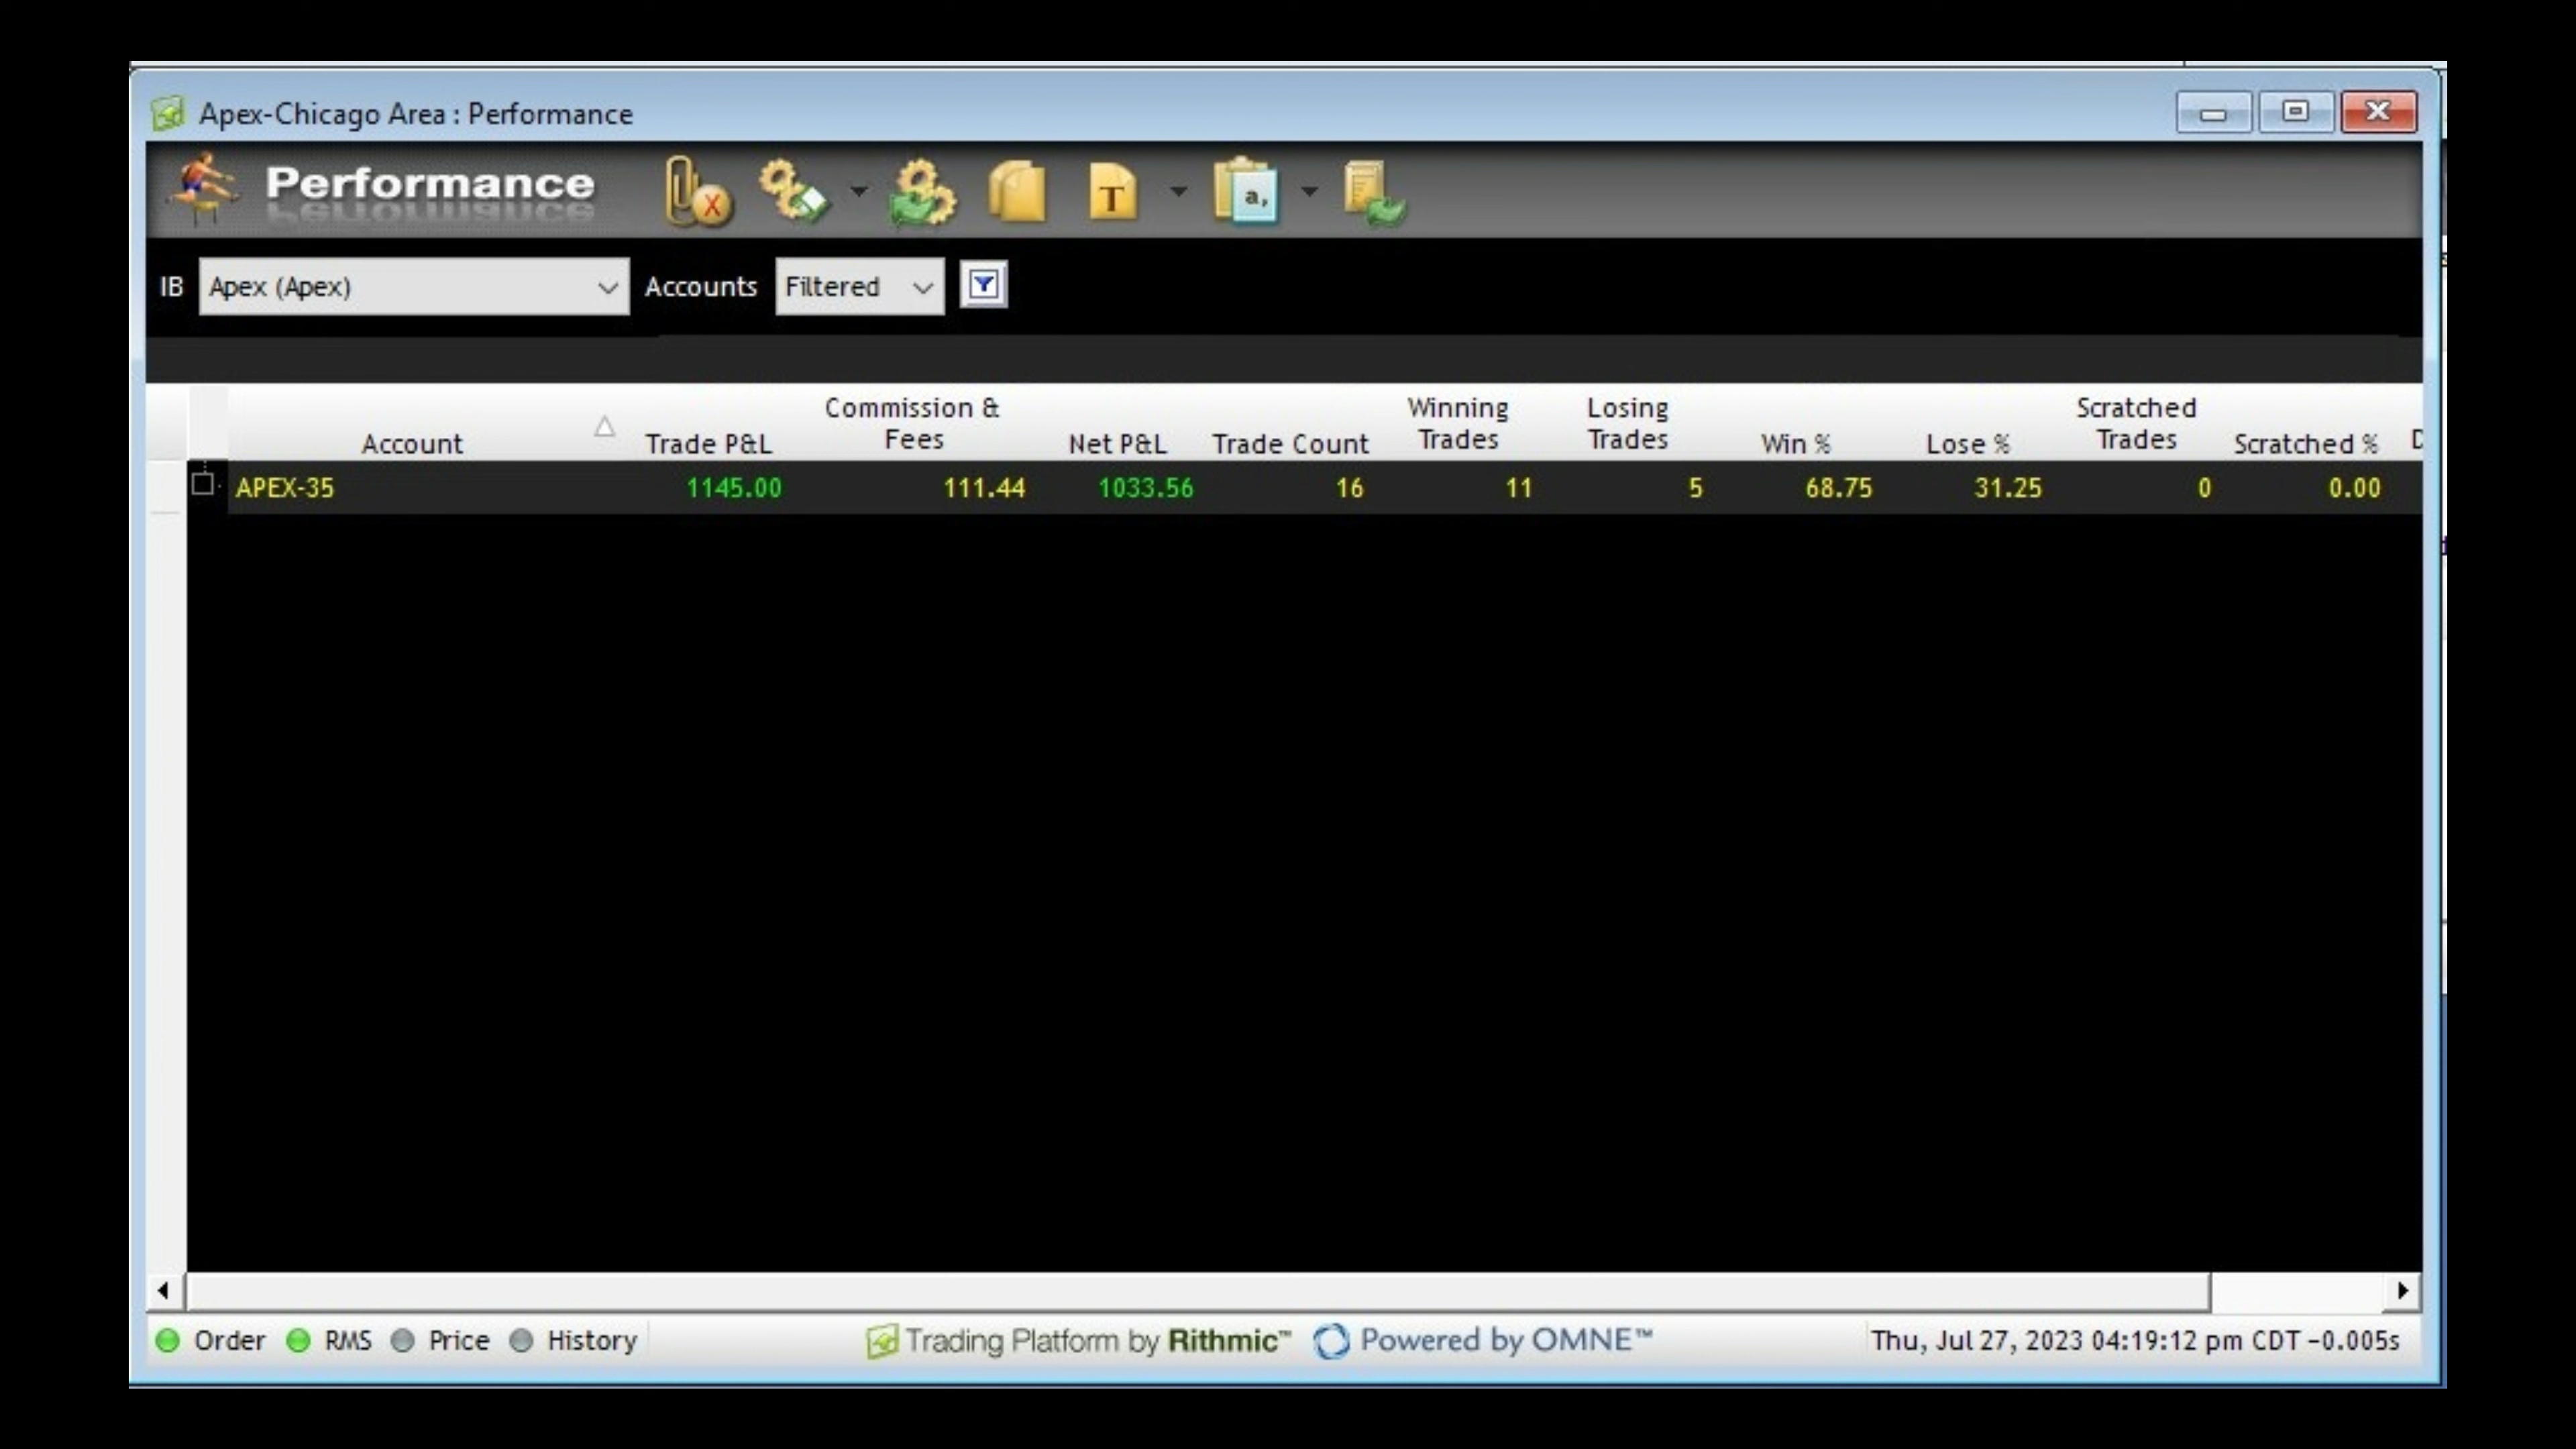 Apex-Chicago Area : Performance
Performance
IB Apex (Apex) Accounts Filtered
Account Trade P&L Commission & Fees Net P&L Trade Count Winning Trades Losing Trades Win % Lose % Scratched Trades Scratched %
APEX-35 1145.00 111.44 1033.56 16 11 5 68.75 31.25 0 0.00
Order RMS Price History Trading Platform by Rithmic™ Powered by OMNE™ Thu, Jul 27, 2023 04:19:12 pm CDT -0.005s